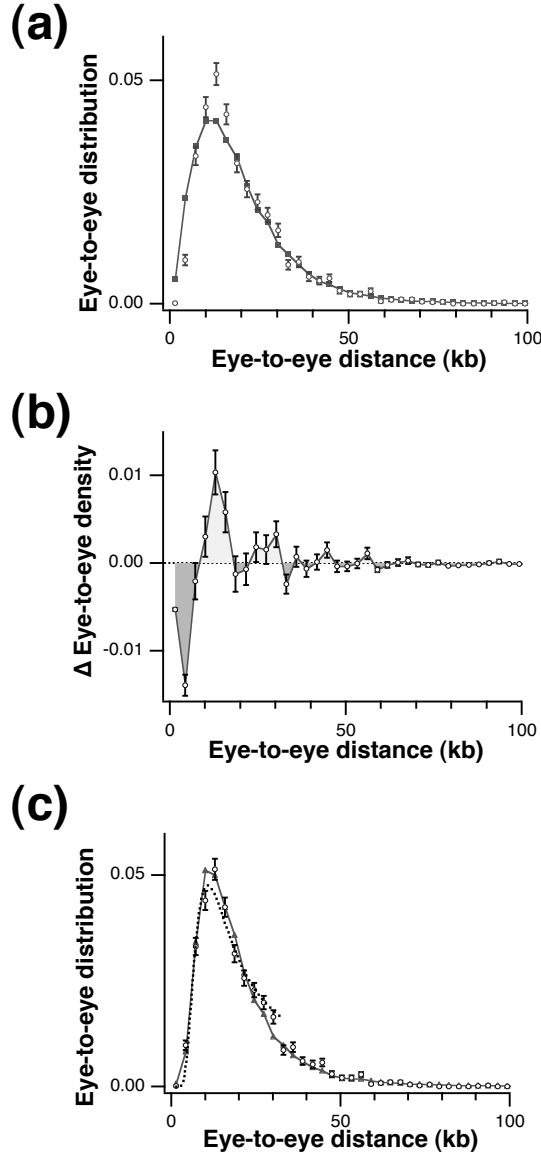 (a)
Eye-to-eye distribution
0.05
0.00
0
50
100
Eye-to-eye distance (kb)
(b)
Δ Eye-to-eye density
0.01
0.00
-0.01
0
50
100
Eye-to-eye distance (kb)
(c)
Eye-to-eye distribution
0.05
0.00
0
50
100
Eye-to-eye distance (kb)